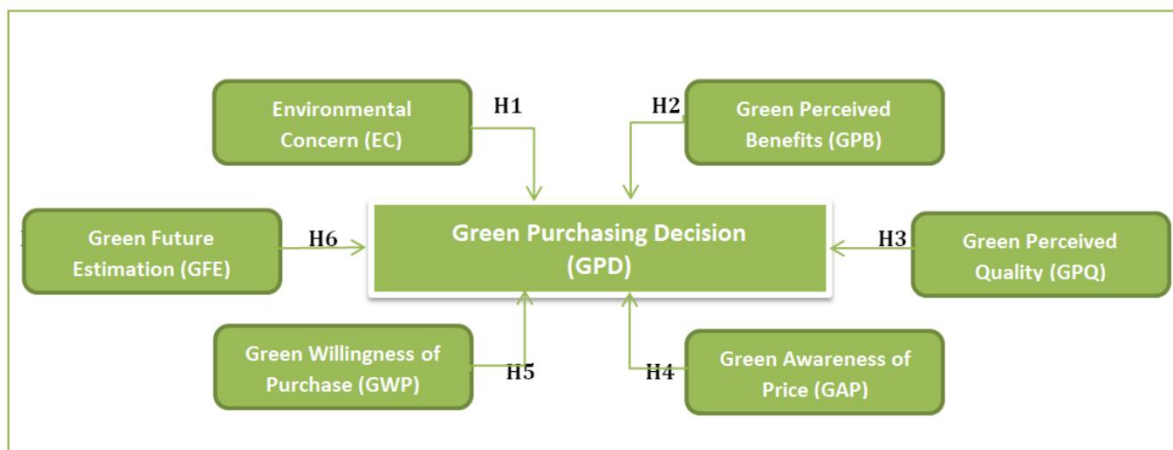 Environmental
Concern (EC)
H1
H2
Green Perceived
Benefits (GPB)
Green Future
Estimation (GFE)
H6
Green Purchasing Decision
(GPD)
H3
Green Perceived
Quality (GPQ)
Green Willingness of
Purchase (GWP)
H5
H4
Green Awareness of
Price (GAP)